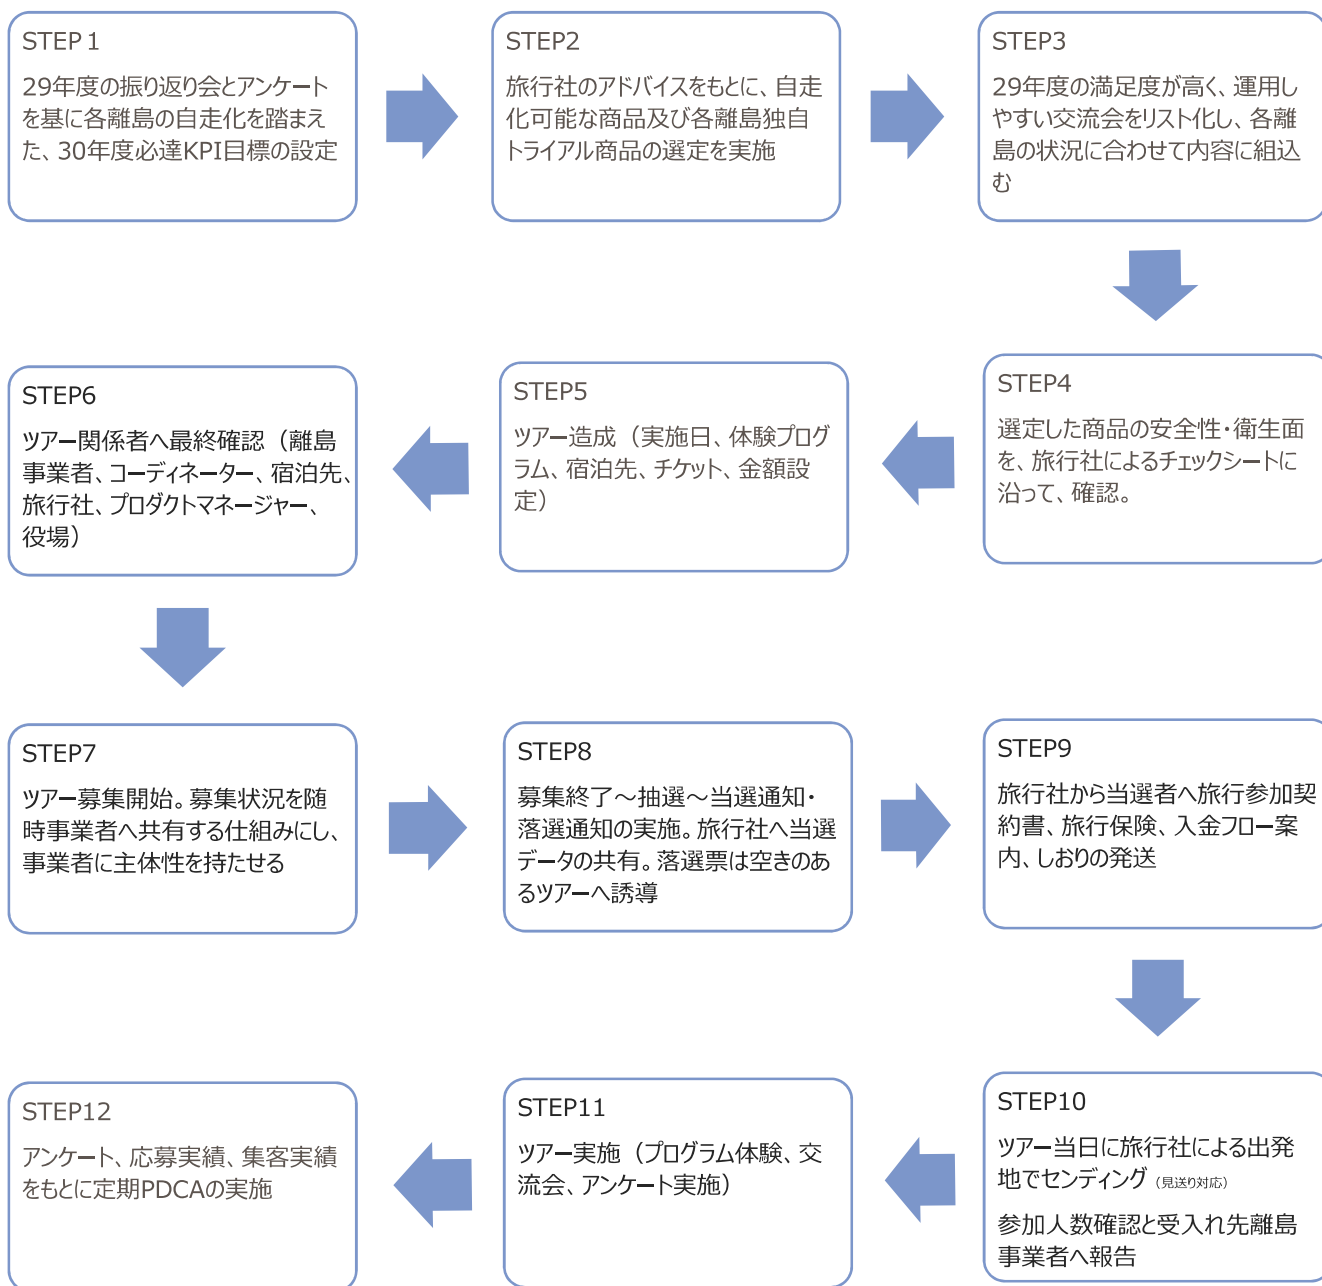 STEP 1
29年度の振り返り会とアンケート
を基に各離島の自走化を踏まえ
た、30年度必達KPI目標の設定
STEP2
旅行社のアドバイスをもとに、自走
化可能な商品及び各離島独自
トライアル商品の選定を実施
STEP3
29年度の満足度が高く、運用し
やすい交流会をリスト化し、各離
島の状況に合わせて内容に組込
む
STEP4
選定した商品の安全性・衛生面
を、旅行社によるチェックシートに
沿って、確認。
STEP5
ツアー造成（実施日、体験プログ
ラム、宿泊先、チケット、金額設
定）
STEP6
ツアー関係者へ最終確認（離島
事業者、コーディネーター、宿泊先、
旅行社、プロダクトマネージャー、
役場）
STEP7
ツアー募集開始。募集状況を随
時事業者へ共有する仕組みにし、
事業者に主体性を持たせる
STEP8
募集終了～抽選～当選通知・
落選通知の実施。旅行社へ当選
データの共有。落選票は空きのあ
るツアーへ誘導
STEP9
旅行社から当選者へ旅行参加契
約書、旅行保険、入金フロー案
内、しおりの発送
STEP10
ツアー当日に旅行社による出発
地でセンディング（見送り対応）
参加人数確認と受入れ先離島
事業者へ報告
STEP11
ツアー実施（プログラム体験、交
流会、アンケート実施）
STEP12
アンケート、応募実績、集客実績
をもとに定期PDCAの実施